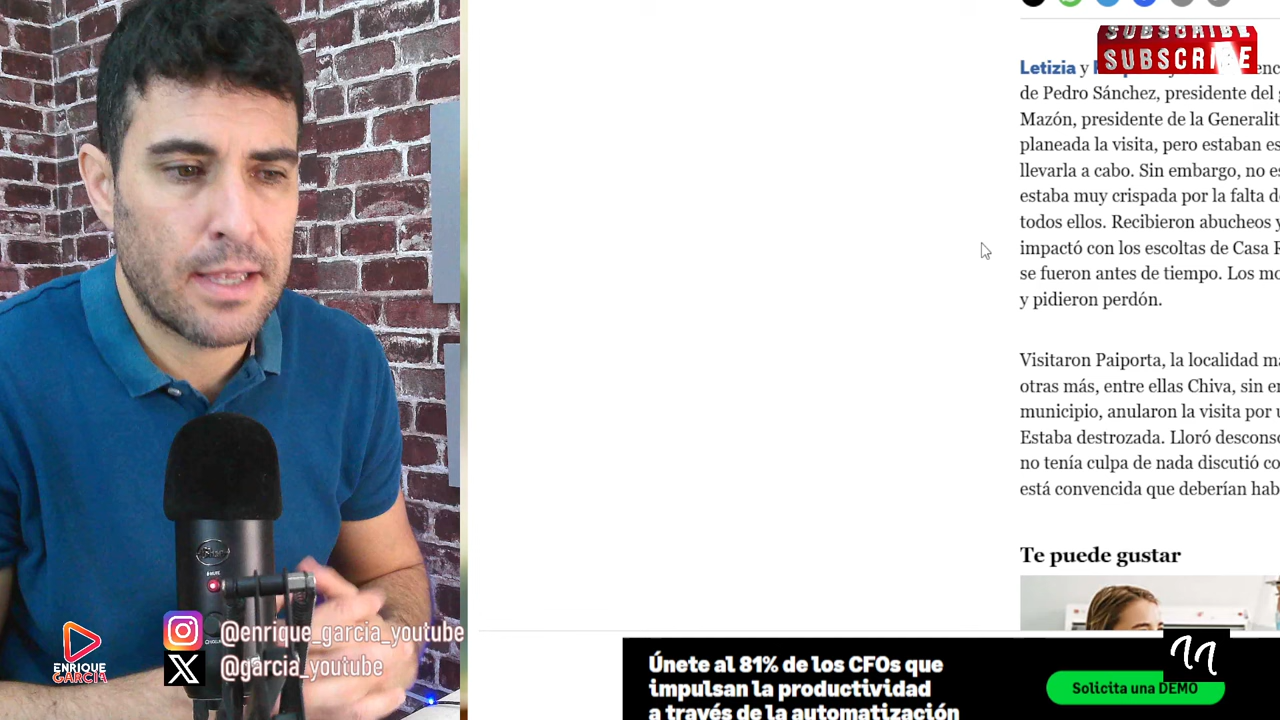 SUBSCRIBE
SUBSCRIBE
Letizia y
de Pedro Sánchez, presidente del
Mazón, presidente de la Generalit
planeada la visita, pero estaban es
llevarla a cabo. Sin embargo, no es
estaba muy crispada por la falta d
todos ellos. Recibieron abucheos y
impactó con los escoltas de Casa R
se fueron antes de tiempo. Los mo
y pidieron perdón.
Visitaron Paiporta, la localidad má
otras más, entre ellas Chiva, sin e
municipio, anularon la visita por u
Estaba destrozada. Lloró descons
no tenía culpa de nada discutió co
está convencida que deberían hab
Te puede gustar
Únete al 81% de los CFOs que
impulsan la productividad
a través de la automatización
Solicita una DEMO
@enrique_garcia_youtube
@garcia_youtube
ENRIQUE
GARCIA